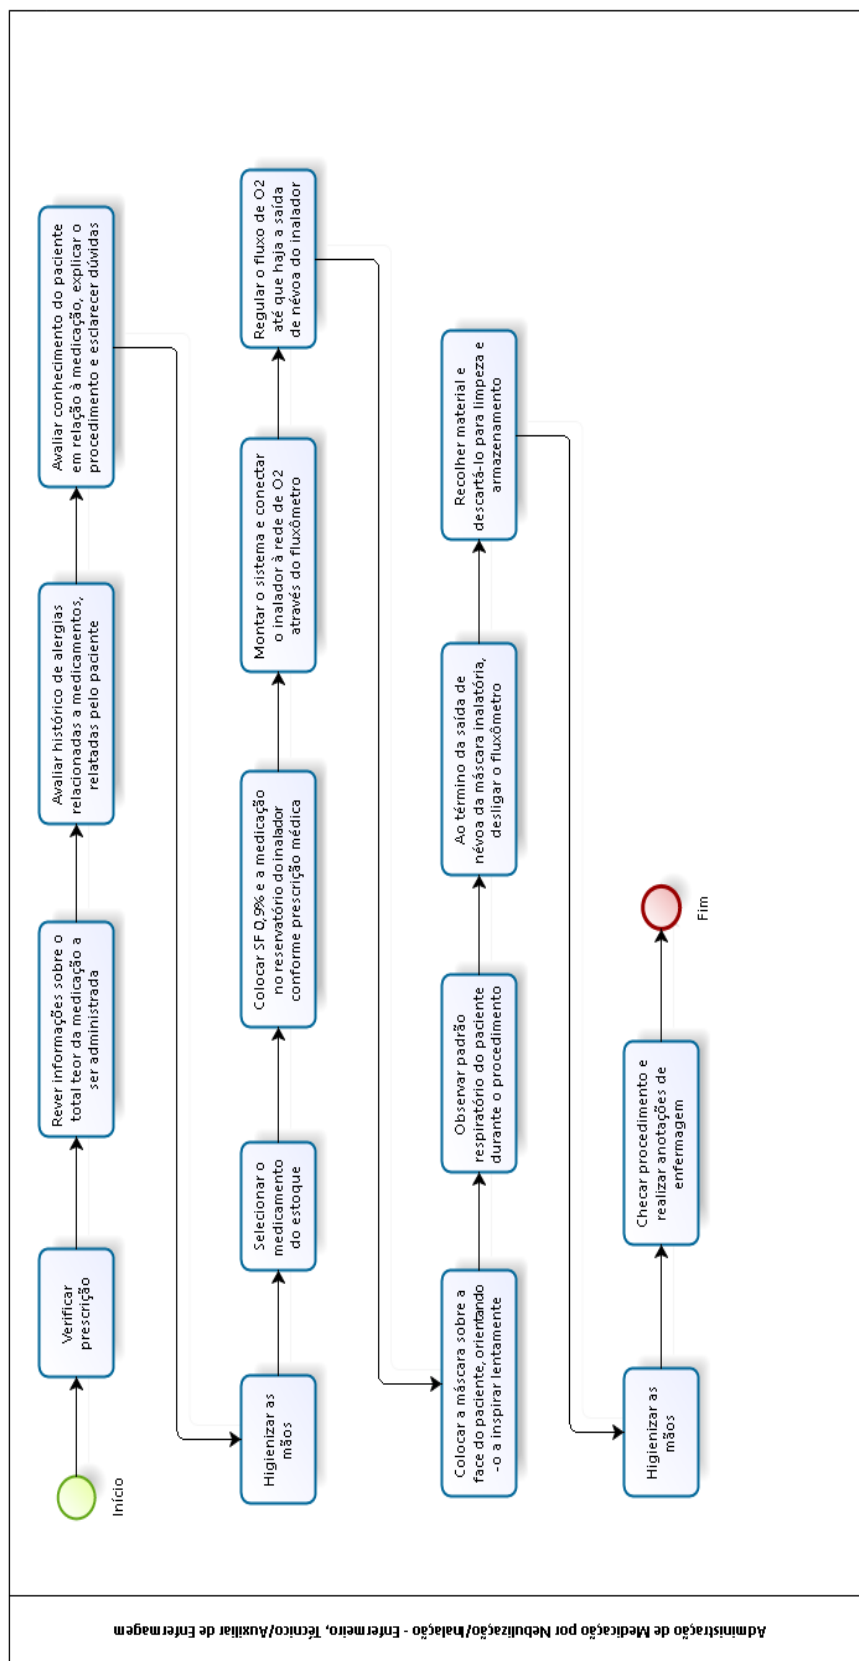 Administração de Medicação por Nebulização/Inalação - Enfermeiro, Técnico/Auxiliar de Enfermagem
Início
Verificar
prescrição
Rever informações sobre o
total teor da medicação a
ser administrada
Avaliar histórico de alergias
relacionadas a medicamentos,
relatadas pelo paciente
Avaliar conhecimento do paciente
em relação à medicação, explicar o
procedimento e esclarecer dúvidas
Higienizar as
mãos
Selecionar o
medicamento
do estoque
Colocar SF 0,9% e a medicação
no reservatório do inalador
conforme prescrição médica
Montar o sistema e conectar
o inalador à rede de O2
através do fluxômetro
Regular o fluxo de O2
até que haja a saída
de névoa do inalador
Colocar a máscara sobre a
face do paciente, orientando
-o a inspirar lentamente
Observar padrão
respiratório do paciente
durante o procedimento
Ao término da saída de
névoa da máscara inalatória,
desligar o fluxômetro
Recolher material e
descartá-lo para limpeza e
armazenamento
Higienizar as
mãos
Checar procedimento e
realizar anotações de
enfermagem
Fim